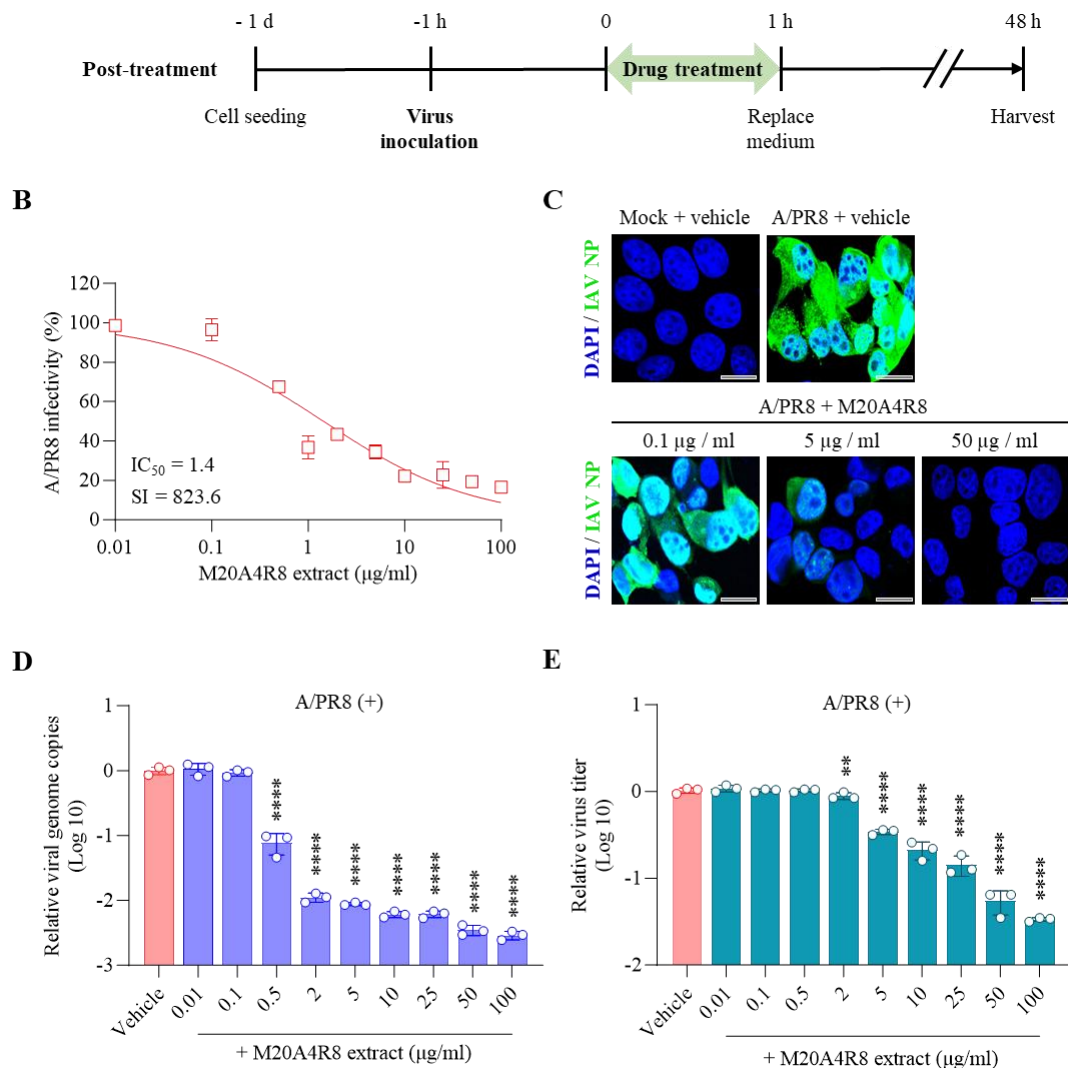 - 1 d
-1 h
0
1 h
48 h
Post-treatment
Drug treatment
Cell seeding
Virus
inoculation
Replace
medium
Harvest
B
A/PR8 infectivity (%)
120
100
80
60
40
20
0
IC50 = 1.4
SI = 823.6
0.01
0.1
1
10
100
M20A4R8 extract (μg/ml)
C
Mock + vehicle
A/PR8 + vehicle
DAPI / IAV NP
A/PR8 + M20A4R8
0.1 μg / ml
5 μg / ml
50 μg / ml
DAPI / IAV NP
D
A/PR8 (+)
Relative viral genome copies
(Log 10)
1
0
-1
-2
-3
****
****
****
****
****
****
****
Vehicle
0.01
0.1
0.5
2
5
10
25
50
100
+ M20A4R8 extract (μg/ml)
E
A/PR8 (+)
Relative virus titer
(Log 10)
1
0
-1
-2
**
****
****
****
****
****
Vehicle
0.01
0.1
0.5
2
5
10
25
50
100
+ M20A4R8 extract (μg/ml)